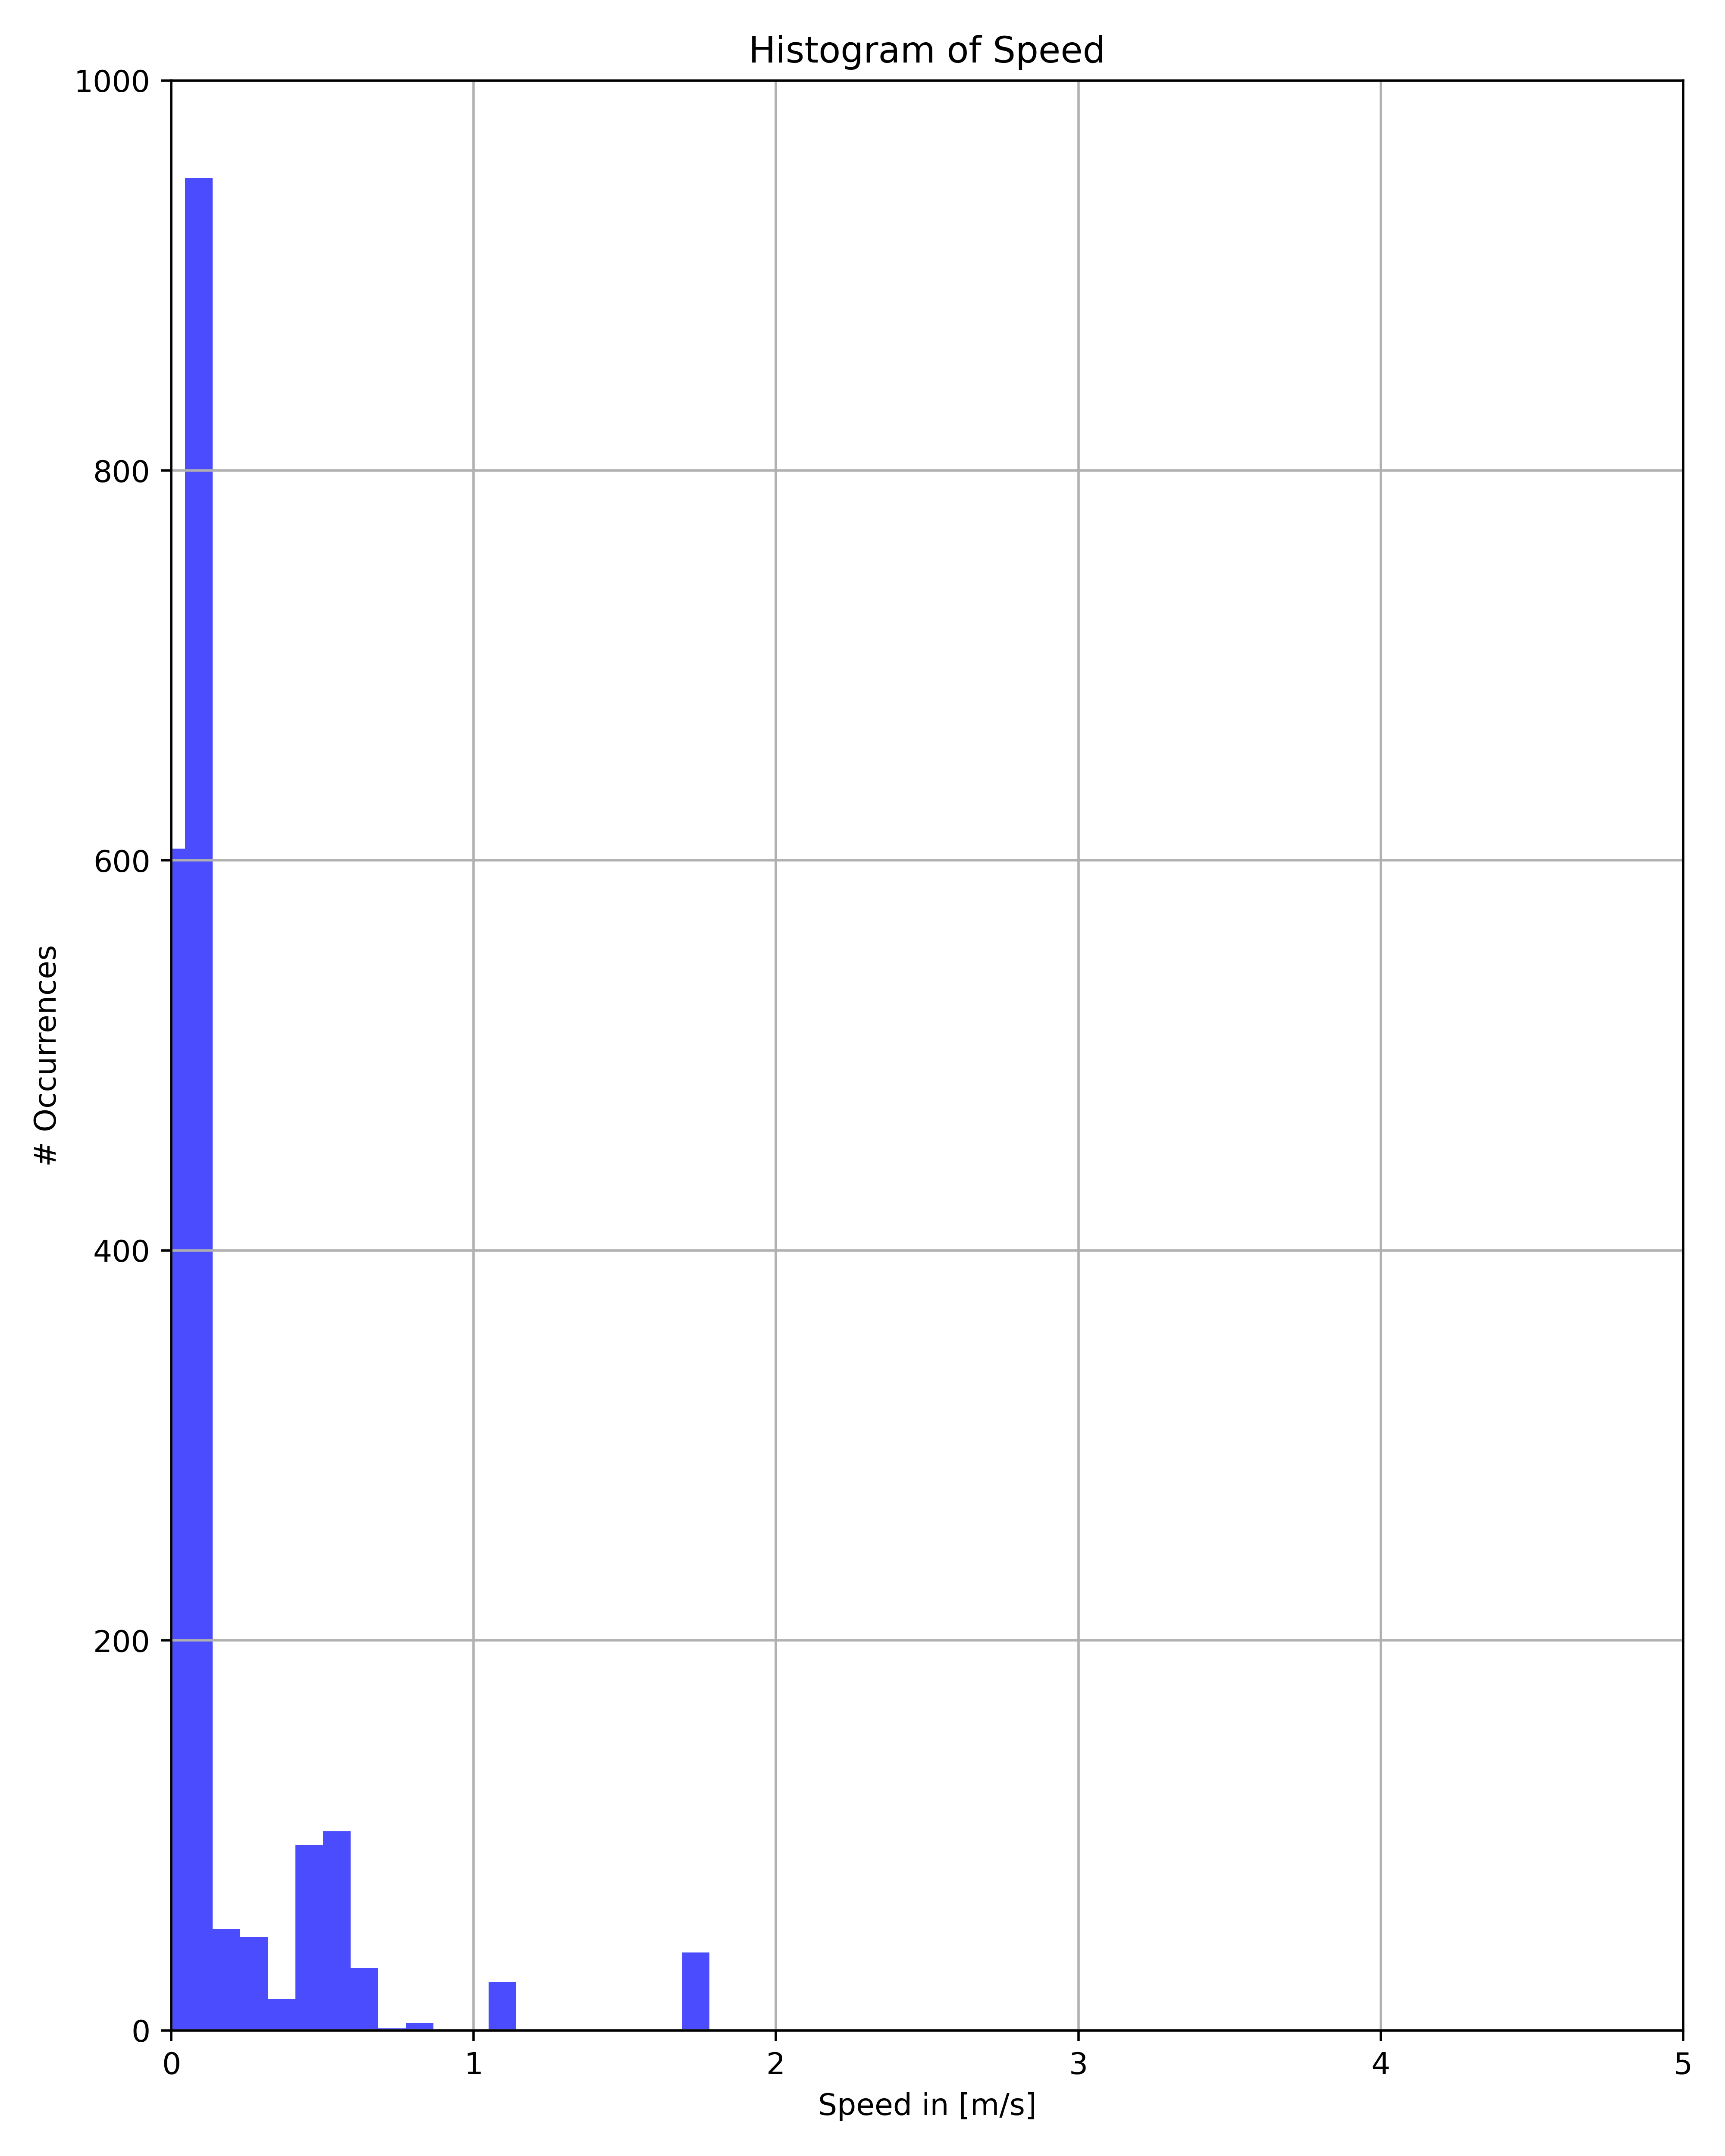 Histogram of Speed
1000
800
600
400
200
0
# Occurrences
0 1 2 3 4 5
Speed in [m/s]